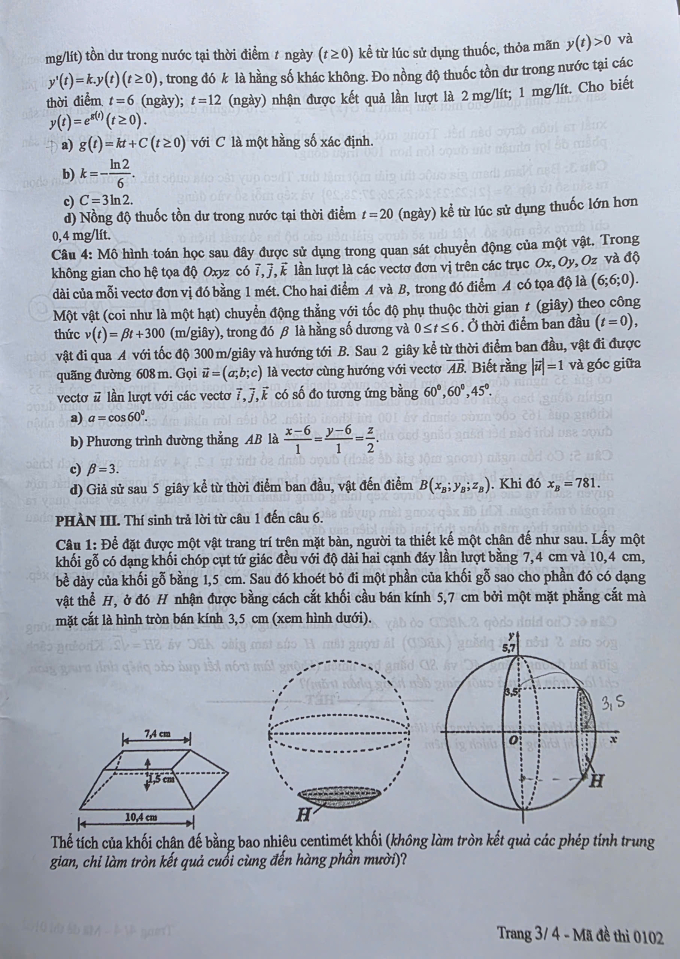 mg/lít) tồn dư trong nước tại thời điểm t ngày (t ≥ 0) kể từ lúc sử dụng thuốc, thỏa mãn y(t) > 0 và
y'(t) = k.y(t) (t ≥ 0), trong đó k là hằng số khác không. Đo nồng độ thuốc tồn dư trong nước tại các
thời điểm t = 6 (ngày); t = 12 (ngày) nhận được kết quả lần lượt là 2 mg/lít; 1 mg/lít. Cho biết
y(t) = e^{g(t)} (t ≥ 0).
a) g(t) = kt + C (t ≥ 0) với C là một hằng số xác định.
b) k = -\frac{ln 2}{6}.
c) C = 3ln2.
d) Nồng độ thuốc tồn dư trong nước tại thời điểm t = 20 (ngày) kể từ lúc sử dụng thuốc lớn hơn
0,4 mg/lít.
Câu 4: Mô hình toán học sau đây được sử dụng trong quan sát chuyển động của một vật. Trong
không gian cho hệ tọa độ Oxyz có \vec{i}, \vec{j}, \vec{k} lần lượt là các vectơ đơn vị trên các trục Ox, Oy, Oz và độ
dài của mỗi vectơ đơn vị đó bằng 1 mét. Cho hai điểm A và B, trong đó điểm A có tọa độ là (6;6;0).
Một vật (coi như là một hạt) chuyển động thẳng với tốc độ phụ thuộc thời gian t (giây) theo công
thức v(t) = βt + 300 (m/giây), trong đó β là hằng số dương và 0 ≤ t ≤ 6. Ở thời điểm ban đầu (t = 0),
vật đi qua A với tốc độ 300 m/giây và hướng tới B. Sau 2 giây kể từ thời điểm ban đầu, vật đi được
quãng đường 608 m. Gọi \vec{u} = (a;b;c) là vectơ cùng hướng với vectơ \overrightarrow{AB}. Biết rằng |\vec{u}| = 1 và góc giữa
vectơ \vec{u} lần lượt với các vectơ \vec{i}, \vec{j}, \vec{k} có số đo tương ứng bằng 60⁰, 60⁰, 45⁰.
a) a = cos60⁰.
b) Phương trình đường thẳng AB là \frac{x-6}{1} = \frac{y-6}{1} = \frac{z}{2}.
c) β = 3.
d) Giả sử sau 5 giây kể từ thời điểm ban đầu, vật đến điểm B(x_B; y_B; z_B). Khi đó x_B = 781.
PHẦN III. Thí sinh trả lời từ câu 1 đến câu 6.
Câu 1: Để đặt được một vật trang trí trên mặt bàn, người ta thiết kế một chân đế như sau. Lấy một
khối gỗ có dạng khối chóp cụt tứ giác đều với độ dài hai cạnh đáy lần lượt bằng 7,4 cm và 10,4 cm,
bề dày của khối gỗ bằng 1,5 cm. Sau đó khoét bỏ đi một phần của khối gỗ sao cho phần đó có dạng
vật thể H, ở đó H nhận được bằng cách cắt khối cầu bán kính 5,7 cm bởi một mặt phẳng cắt mà
mặt cắt là hình tròn bán kính 3,5 cm (xem hình dưới).
7,4 cm
1,5 cm
10,4 cm
H
y
5,7
3,5
3,5
O
x
H
Thể tích của khối chân đế bằng bao nhiêu centimét khối (không làm tròn kết quả các phép tính trung
gian, chỉ làm tròn kết quả cuối cùng đến hàng phần mười)?
Trang 3/ 4 - Mã đề thi 0102